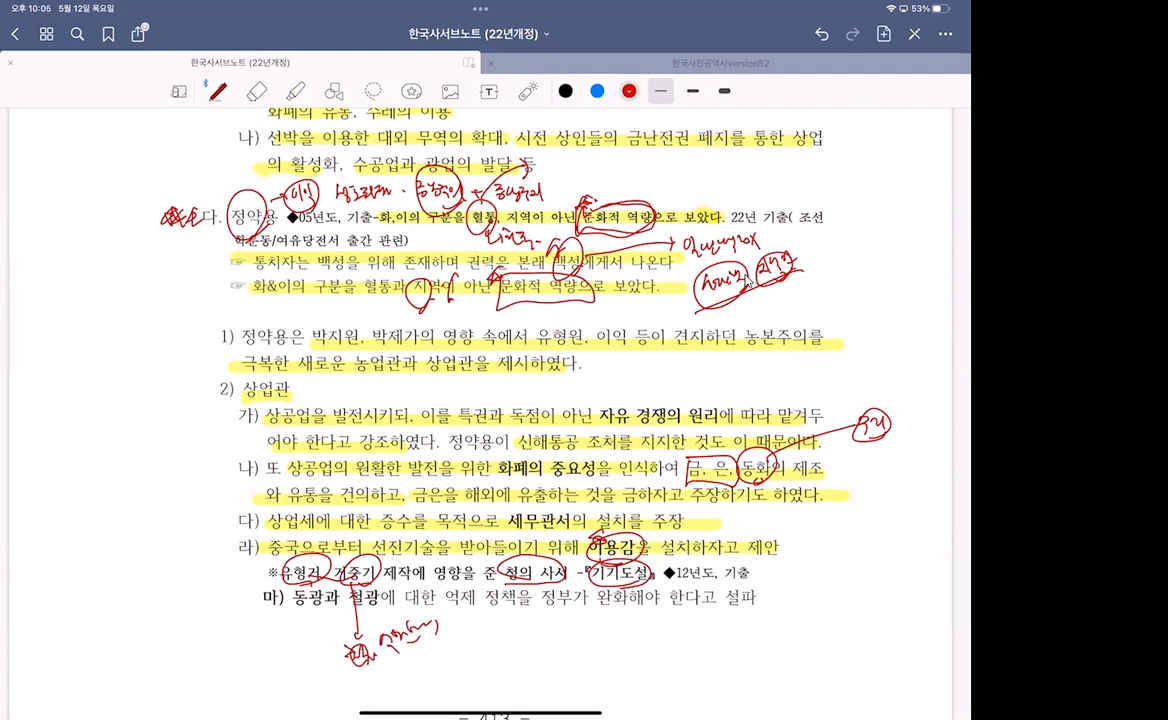 오후 10:05 5월 12일 목요일
53%
한국사서브노트 (22년개정)
한국사서브노트 (22년개정)
한국사전공역사version52
화폐의 유통, 수레의 이용
나) 선박을 이용한 대외 무역의 확대, 시전 상인들의 금난전권 폐지를 통한 상업
의 활성화, 수공업과 광업의 발달 등
이익
다. 정약용 ◆05년도, 기출-화,이의 구분을 혈통, 지역이 아닌 문화적 역량으로 보았다. 22년 기출( 조선
학운동/여유당전서 출간 관련)
☞ 통치자는 백성을 위해 존재하며 권력은 본래 백성에게서 나온다
☞ 화&이의 구분을 혈통과 지역이 아닌 문화적 역량으로 보았다.
1) 정약용은 박지원, 박제가의 영향 속에서 유형원, 이익 등이 견지하던 농본주의를
극복한 새로운 농업관과 상업관을 제시하였다.
2) 상업관
가) 상공업을 발전시키되, 이를 특권과 독점이 아닌 자유 경쟁의 원리에 따라 맡겨두
어야 한다고 강조하였다. 정약용이 신해통공 조처를 지지한 것도 이 때문이다.
구리
나) 또 상공업의 원활한 발전을 위한 화폐의 중요성을 인식하여 금, 은, 동화의 제조
와 유통을 건의하고, 금은을 해외에 유출하는 것을 금하자고 주장하기도 하였다.
다) 상업세에 대한 증수를 목적으로 세무관서의 설치를 주장
라) 중국으로부터 선진기술을 받아들이기 위해 이용감을 설치하자고 제안
※유형거, 거중기 제작에 영향을 준 청의 사서 -『기기도설』 ◆12년도, 기출
마) 동광과 철광에 대한 억제 정책을 정부가 완화해야 한다고 설파